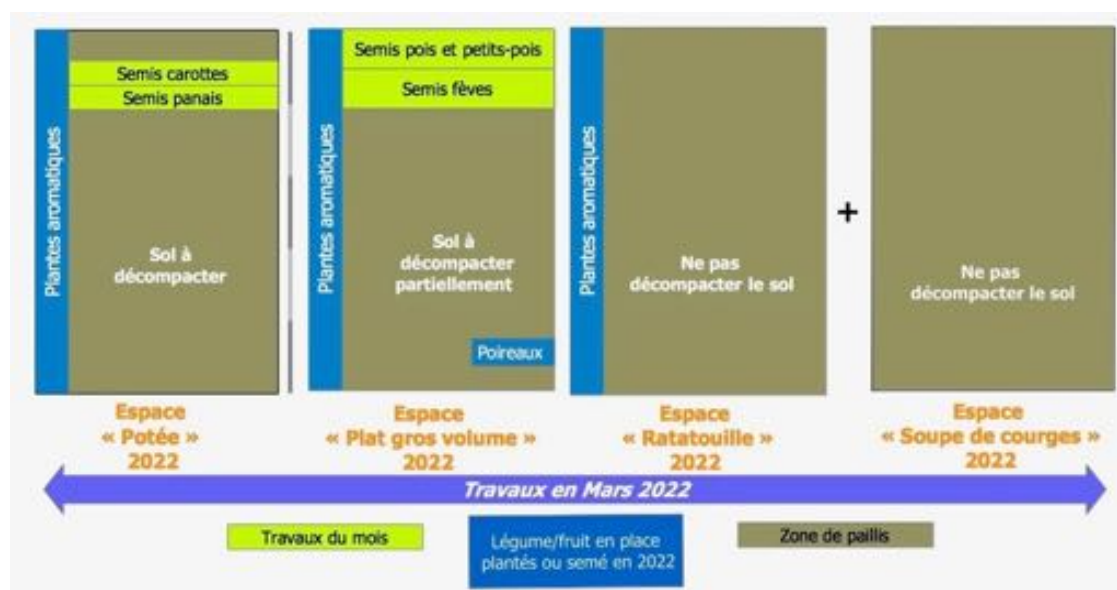 Plantes aromatiques
Semis carottes
Semis panais
Sol à
décompacter
Espace
« Potée »
2022
Plantes aromatiques
Semis pois et petits-pois
Semis fèves
Sol à
décompacter
partiellement
Poireaux
Espace
« Plat gros volume »
2022
Plantes aromatiques
Ne pas
décompacter le sol
Espace
« Ratatouille »
2022
+
Ne pas
décompacter le sol
Espace
« Soupe de courges »
2022
Travaux en Mars 2022
Travaux du mois
Légume/fruit en place
plantés ou semé en 2022
Zone de paillis